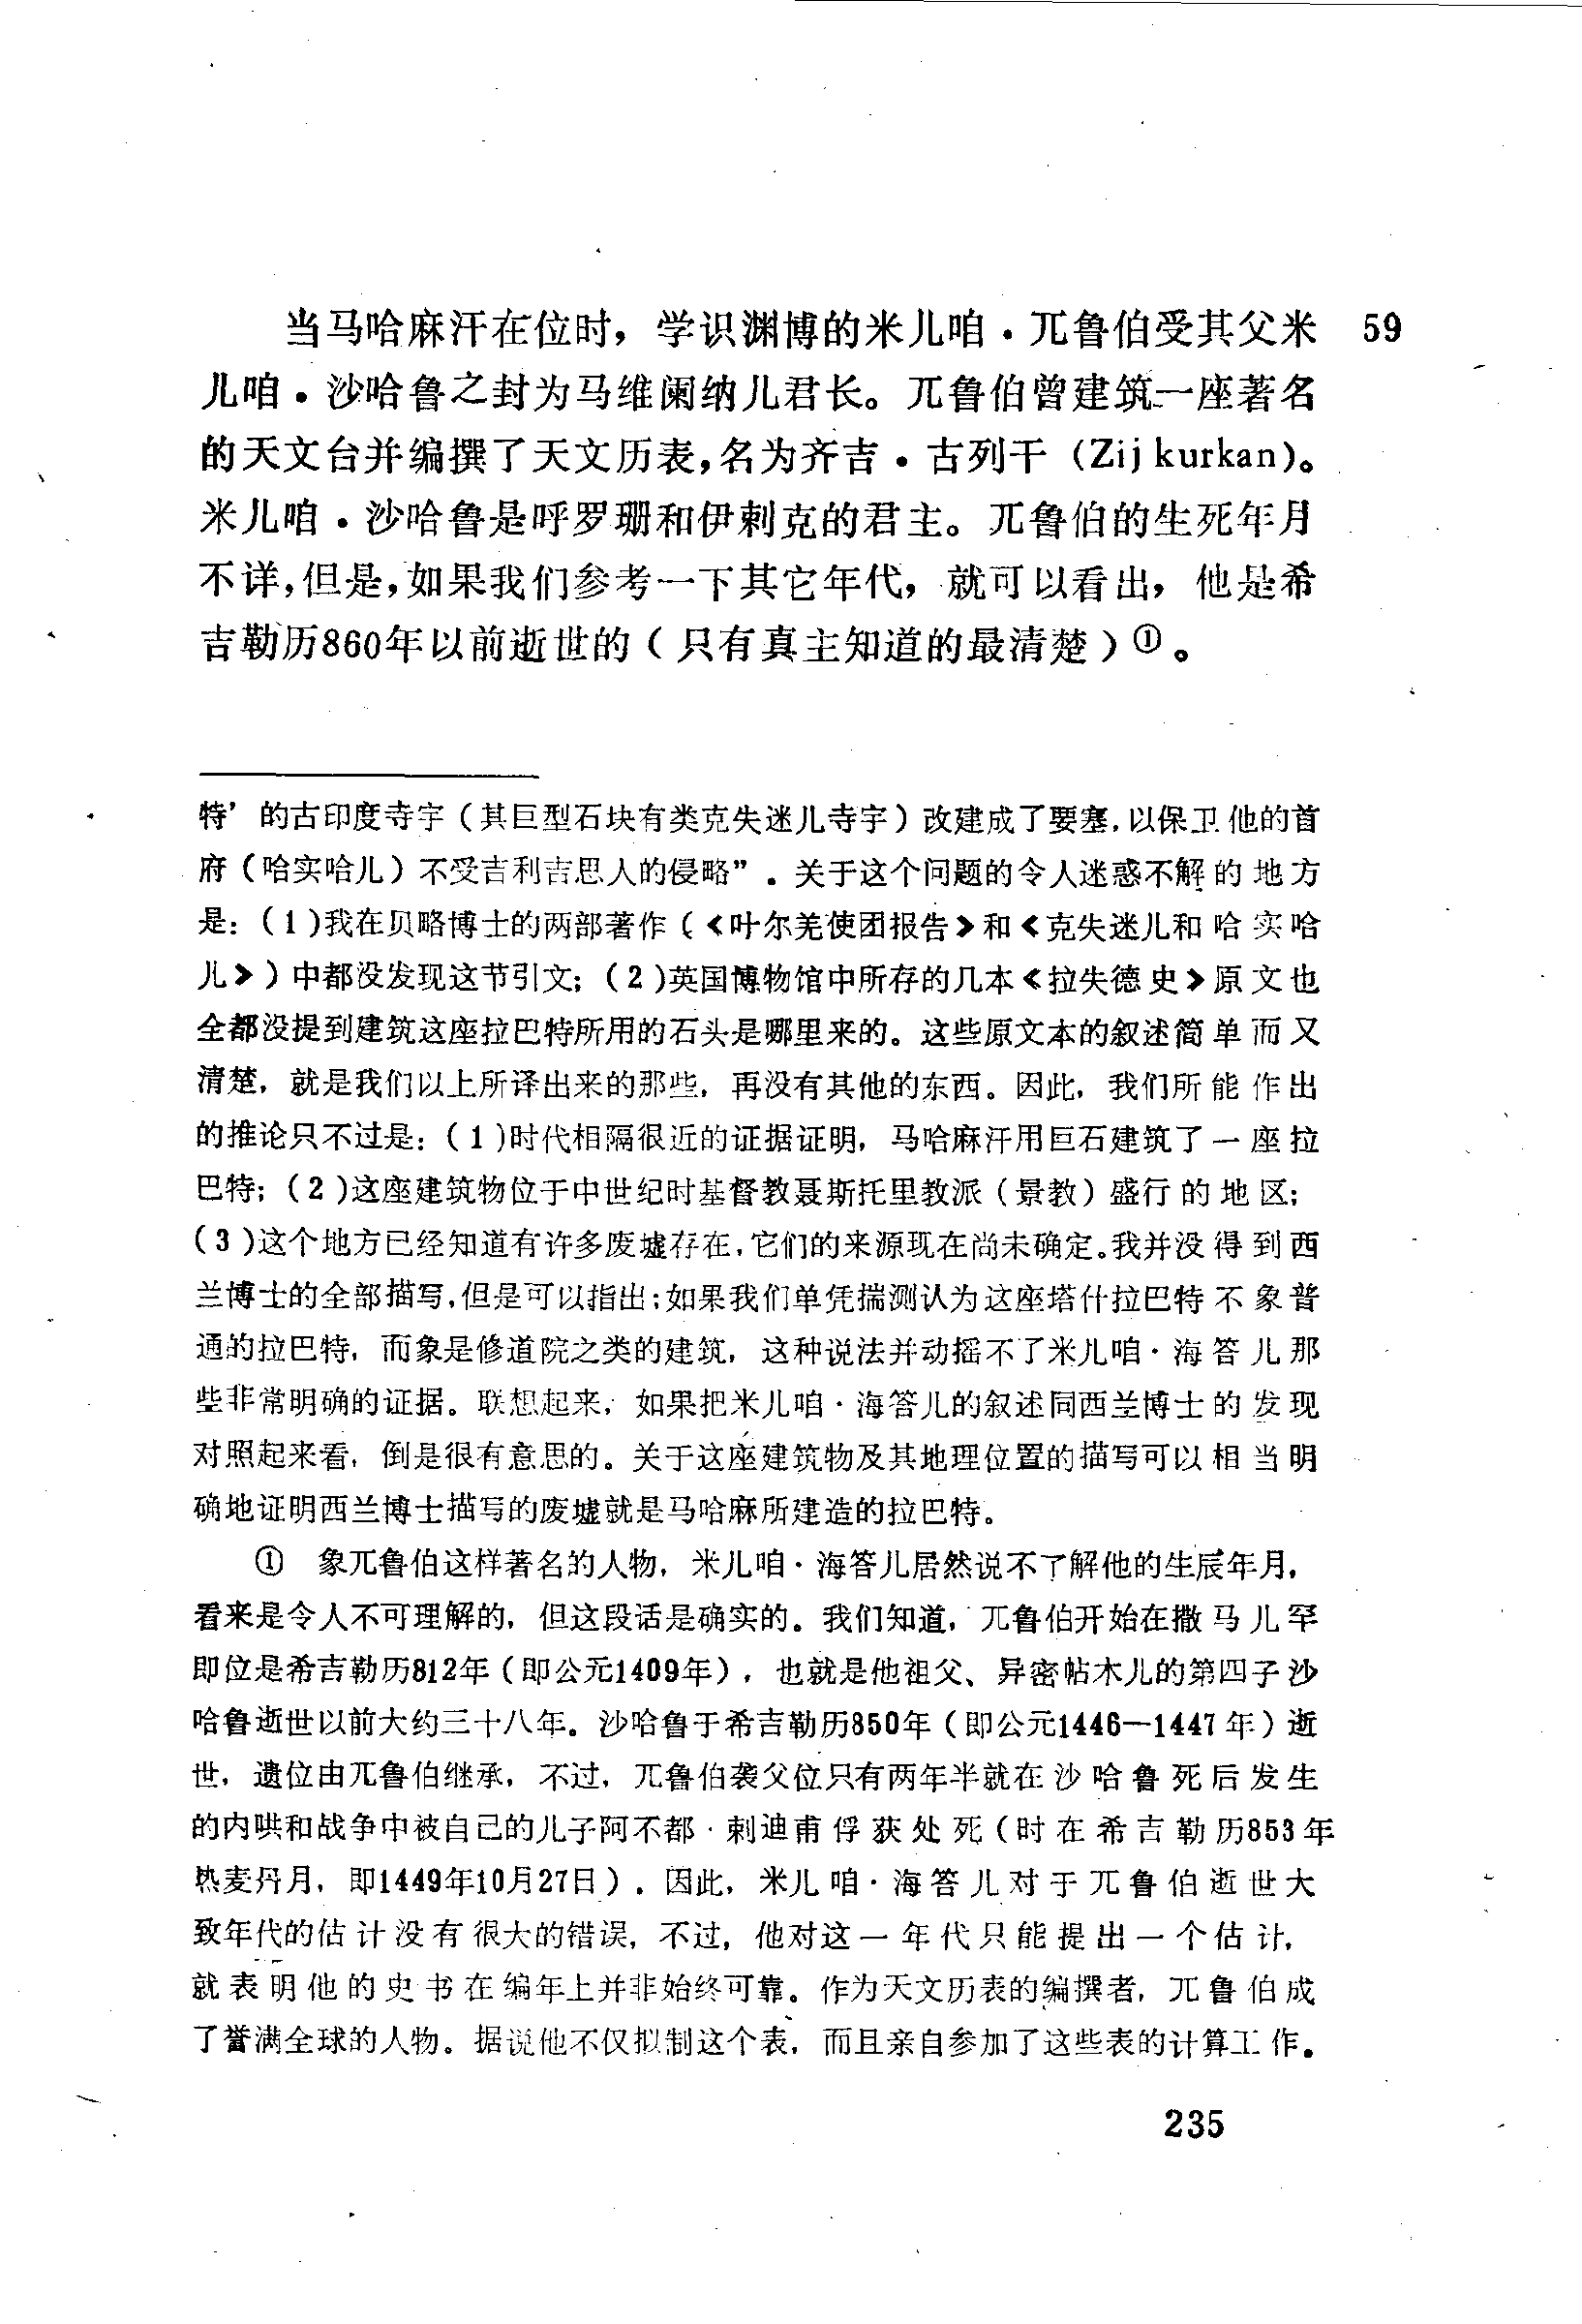 当马哈麻汗在位时，学识渊博的米儿咱·兀鲁伯受其父米 59
儿咱·沙哈鲁之封为马维阑纳儿君长。兀鲁伯曾建筑一座著名
的天文台并编撰了天文历表，名为齐吉·古列干（Zij kurkan）。
米儿咱·沙哈鲁是呼罗珊和伊剌克的君主。兀鲁伯的生死年月
不详，但是，如果我们参考一下其它年代，就可以看出，他是希
吉勒历860年以前逝世的（只有真主知道的最清楚）①。
特’的古印度寺宇（其巨型石块有类克失迷儿寺宇）改建成了要塞，以保卫他的首
府（哈实哈儿）不受吉利吉思人的侵略”。关于这个问题的令人迷惑不解的地方
是：（1）我在贝略博士的两部著作（《叶尔羌使团报告》和《克失迷儿和哈实哈
儿》）中都没发现这节引文；（2）英国博物馆中所存的几本《拉失德史》原文也
全都没提到建筑这座拉巴特所用的石头是哪里来的。这些原文本的叙述简单而又
清楚，就是我们以上所译出来的那些，再没有其他的东西。因此，我们所能作出
的推论只不过是：（1）时代相隔很近的证据证明，马哈麻汗用巨石建筑了一座拉
巴特；（2）这座建筑物位于中世纪时基督教聂斯托里教派（景教）盛行的地区；
（3）这个地方已经知道有许多废墟存在，它们的来源现在尚未确定。我并没得到西
兰博士的全部描写，但是可以指出；如果我们单凭揣测认为这座塔什拉巴特不象普
通的拉巴特，而象是修道院之类的建筑，这种说法并动摇不了米儿咱·海答儿那
些非常明确的证据。联想起来，如果把米儿咱·海答儿的叙述同西兰博士的发现
对照起来看，倒是很有意思的。关于这座建筑物及其地理位置的描写可以相当明
确地证明西兰博士描写的废墟就是马哈麻所建造的拉巴特。
① 象兀鲁伯这样著名的人物，米儿咱·海答儿居然说不了解他的生辰年月，
看来是令人不可理解的，但这段话是确实的。我们知道，兀鲁伯开始在撒马儿罕
即位是希吉勒历812年（即公元1409年），也就是他祖父、异密帖木儿的第四子沙
哈鲁逝世以前大约三十八年。沙哈鲁于希吉勒历850年（即公元1446—1447年）逝
世，遗位由兀鲁伯继承，不过，兀鲁伯袭父位只有两年半就在沙哈鲁死后发生
的内哄和战争中被自己的儿子阿不都·剌迪甫俘获处死（时在希吉勒历853年
热麦丹月，即1449年10月27日）。因此，米儿咱·海答儿对于兀鲁伯逝世大
致年代的估计没有很大的错误，不过，他对这一年代只能提出一个估计，
就表明他的史书在编年上并非始终可靠。作为天文历表的编撰者，兀鲁伯成
了誉满全球的人物。据说他不仅拟制这个表，而且亲自参加了这些表的计算工作。
235